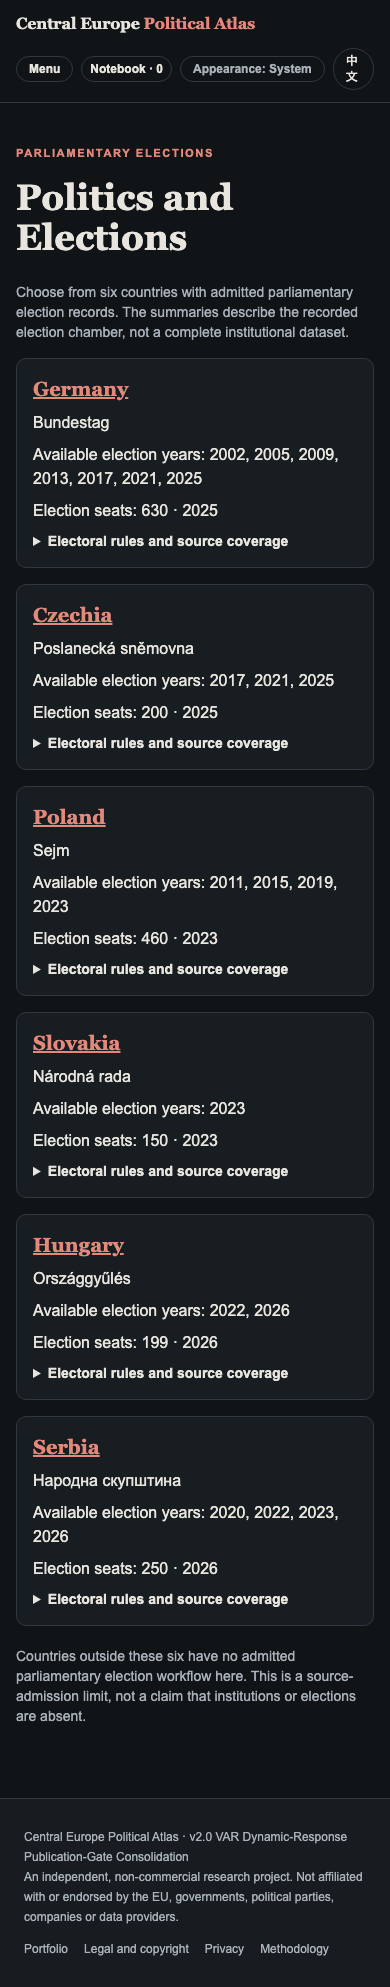 Central Europe Political Atlas
Menu
Notebook · 0
Appearance: System
中
文
PARLIAMENTARY ELECTIONS
Politics and
Elections
Choose from six countries with admitted parliamentary
election records. The summaries describe the recorded
election chamber, not a complete institutional dataset.
Germany
Bundestag
Available election years: 2002, 2005, 2009,
2013, 2017, 2021, 2025
Election seats: 630 · 2025
Electoral rules and source coverage
Czechia
Poslanecká sněmovna
Available election years: 2017, 2021, 2025
Election seats: 200 · 2025
Electoral rules and source coverage
Poland
Sejm
Available election years: 2011, 2015, 2019,
2023
Election seats: 460 · 2023
Electoral rules and source coverage
Slovakia
Národná rada
Available election years: 2023
Election seats: 150 · 2023
Electoral rules and source coverage
Hungary
Országgyűlés
Available election years: 2022, 2026
Election seats: 199 · 2026
Electoral rules and source coverage
Serbia
Народна скупштина
Available election years: 2020, 2022, 2023,
2026
Election seats: 250 · 2026
Electoral rules and source coverage
Countries outside these six have no admitted
parliamentary election workflow here. This is a source-
admission limit, not a claim that institutions or elections
are absent.
Central Europe Political Atlas · v2.0 VAR Dynamic-Response
Publication-Gate Consolidation
An independent, non-commercial research project. Not affiliated
with or endorsed by the EU, governments, political parties,
companies or data providers.
Portfolio
Legal and copyright
Privacy
Methodology